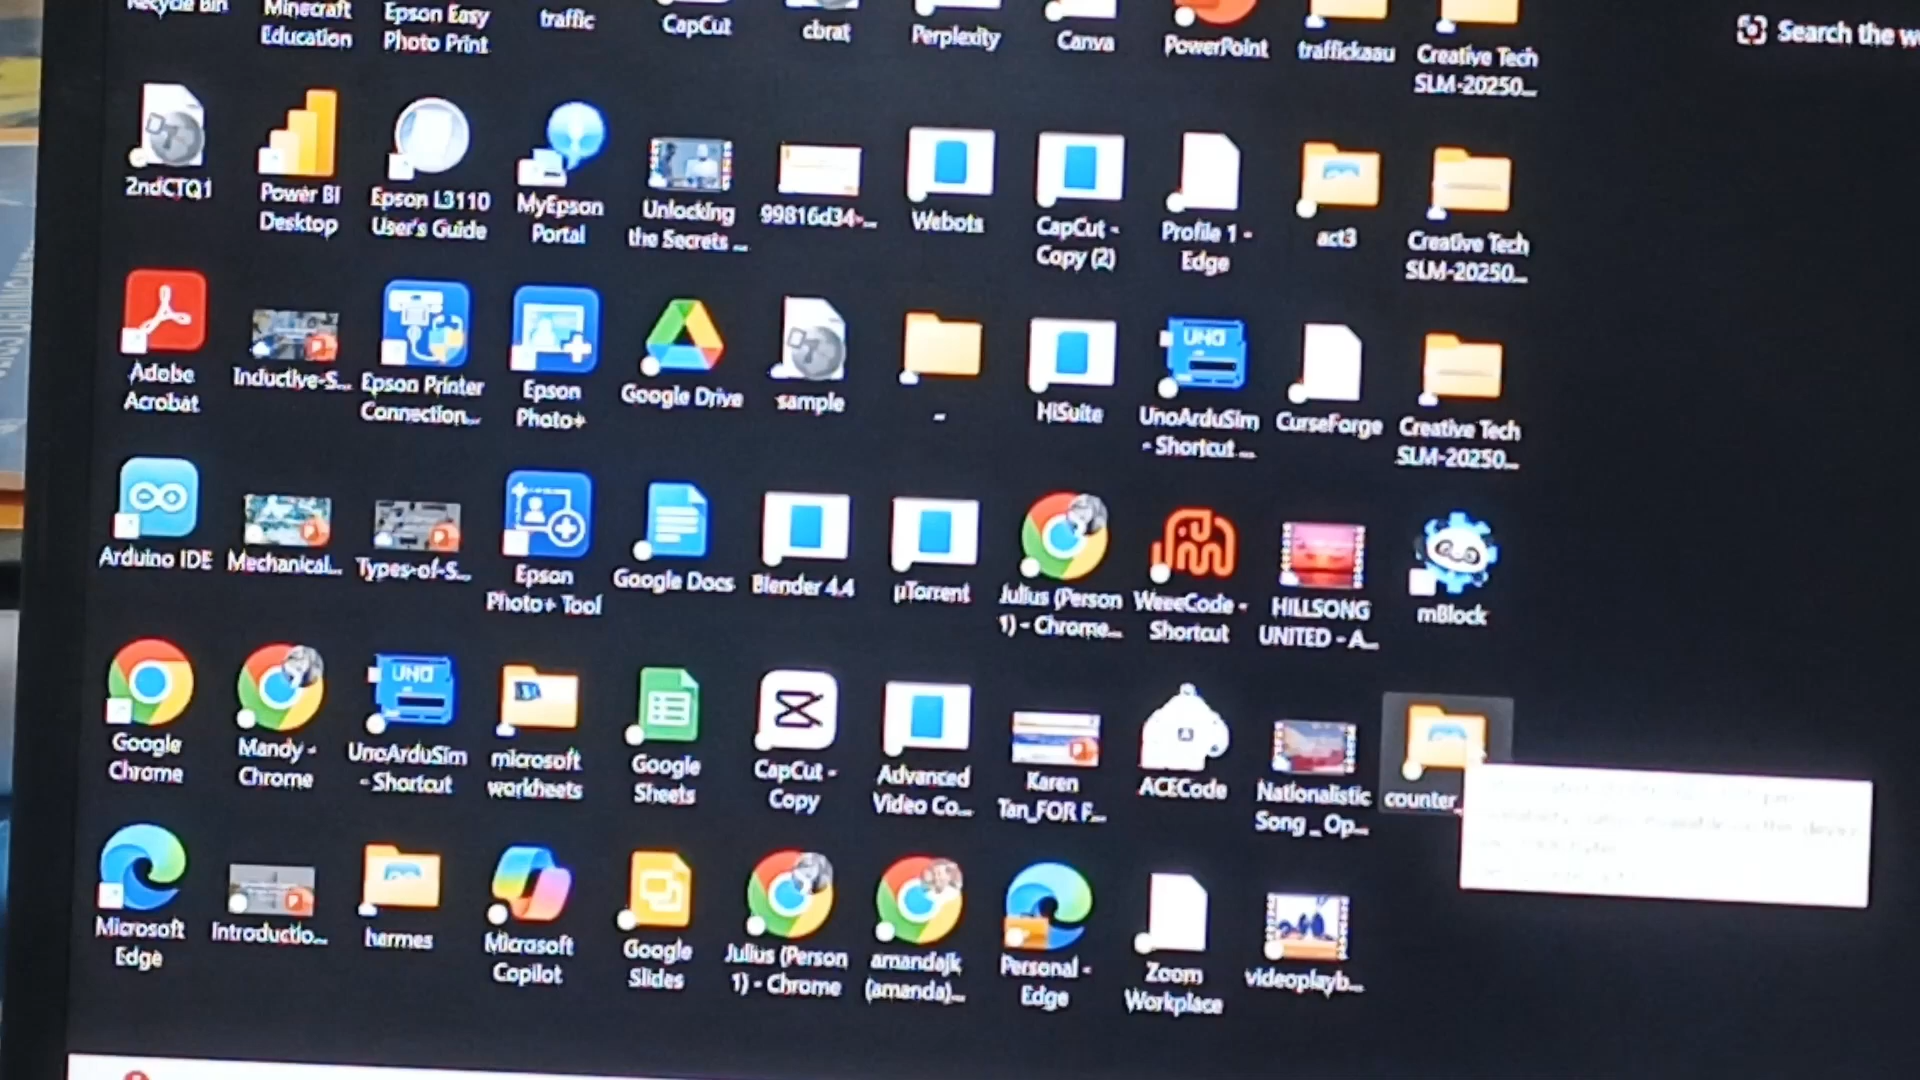 Recycle Bin
Minecraft
Education
Epson Easy
Photo Print
traffic
CapCut
cbrat
Perplexity
Canva
PowerPoint
traffickaau
Creative Tech
SLM-20250...
Search the
2ndCTQ1
Power BI
Desktop
Epson L3110
User's Guide
MyEpson
Portal
Unlocking
the Secrets ...
99816d34-...
Webots
CapCut -
Copy (2)
Profile 1 -
Edge
act3
Creative Tech
SLM-20250...
Adobe
Acrobat
Inductive-S...
Epson Printer
Connection...
Epson
Photo+
Google Drive
sample
HiSuite
UNO
UnoArduSim
- Shortcut ...
CurseForge
Creative Tech
SLM-20250...
Arduino IDE
Mechanical...
Types-of-S...
Epson
Photo+ Tool
Google Docs
Blender 4.4
µTorrent
Julius (Person
1) - Chrome...
WeeeCode -
Shortcut
HILLSONG
UNITED - A...
mBlock
Google
Chrome
Mandy -
Chrome
UNO
UnoArduSim
- Shortcut
microsoft
workheets
Google
Sheets
CapCut -
Copy
Advanced
Video Co...
Karen
Tan_FOR F...
ACECode
Nationalistic
Song _ Op...
counter
Microsoft
Edge
Introductio...
hermes
Microsoft
Copilot
Google
Slides
Julius (Person
1) - Chrome
amandajk
(amanda)...
Personal -
Edge
Zoom
Workplace
videoplayb...